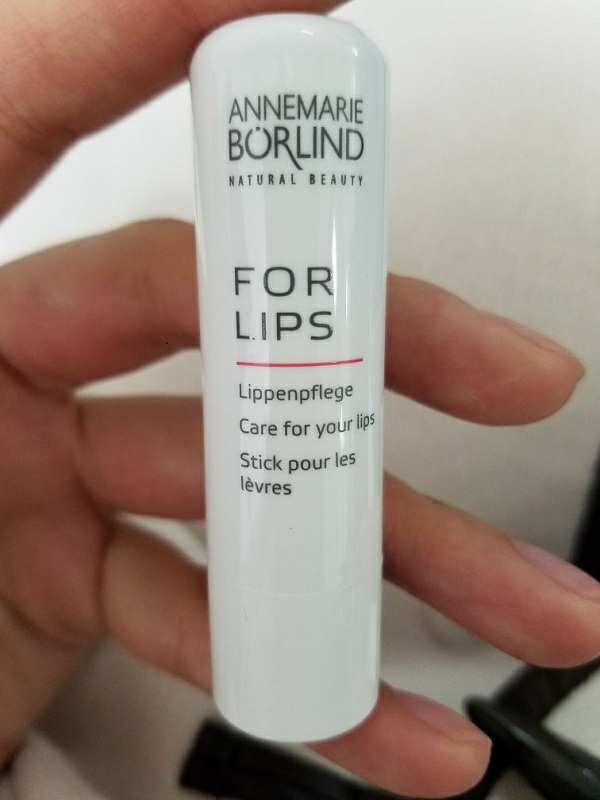 ANNEMARIE
BÖRLIND
NATURAL BEAUTY
FOR
LIPS
Lippenpflege
Care for your lips
Stick pour les
lèvres